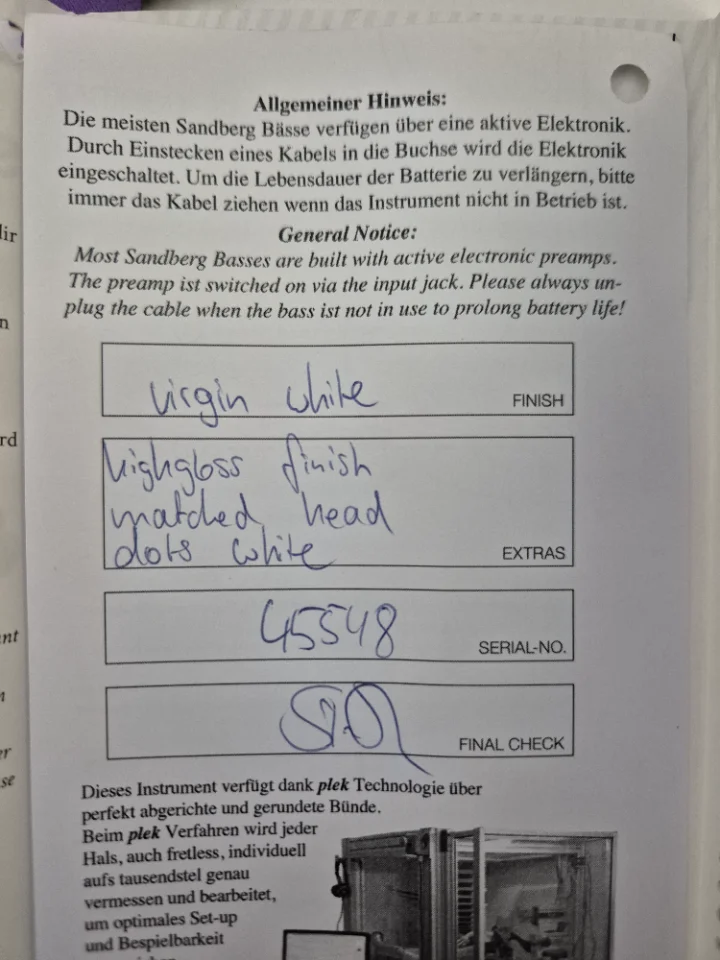 Allgemeiner Hinweis:
Die meisten Sandberg Bässe verfügen über eine aktive Elektronik.
Durch Einstecken eines Kabels in die Buchse wird die Elektronik
eingeschaltet. Um die Lebensdauer der Batterie zu verlängern, bitte
immer das Kabel ziehen wenn das Instrument nicht in Betrieb ist.
General Notice:
Most Sandberg Basses are built with active electronic preamps.
The preamp ist switched on via the input jack. Please always un-
plug the cable when the bass ist not in use to prolong battery life!
virgin white
FINISH
highgloss finish
matched head
dots white
EXTRAS
45548
SERIAL-NO.
FINAL CHECK
Dieses Instrument verfügt dank plek Technologie über
perfekt abgerichte und gerundete Bünde.
Beim plek Verfahren wird jeder
Hals, auch fretless, individuell
aufs tausendstel genau
vermessen und bearbeitet,
um optimales Set-up
und Bespielbarkeit